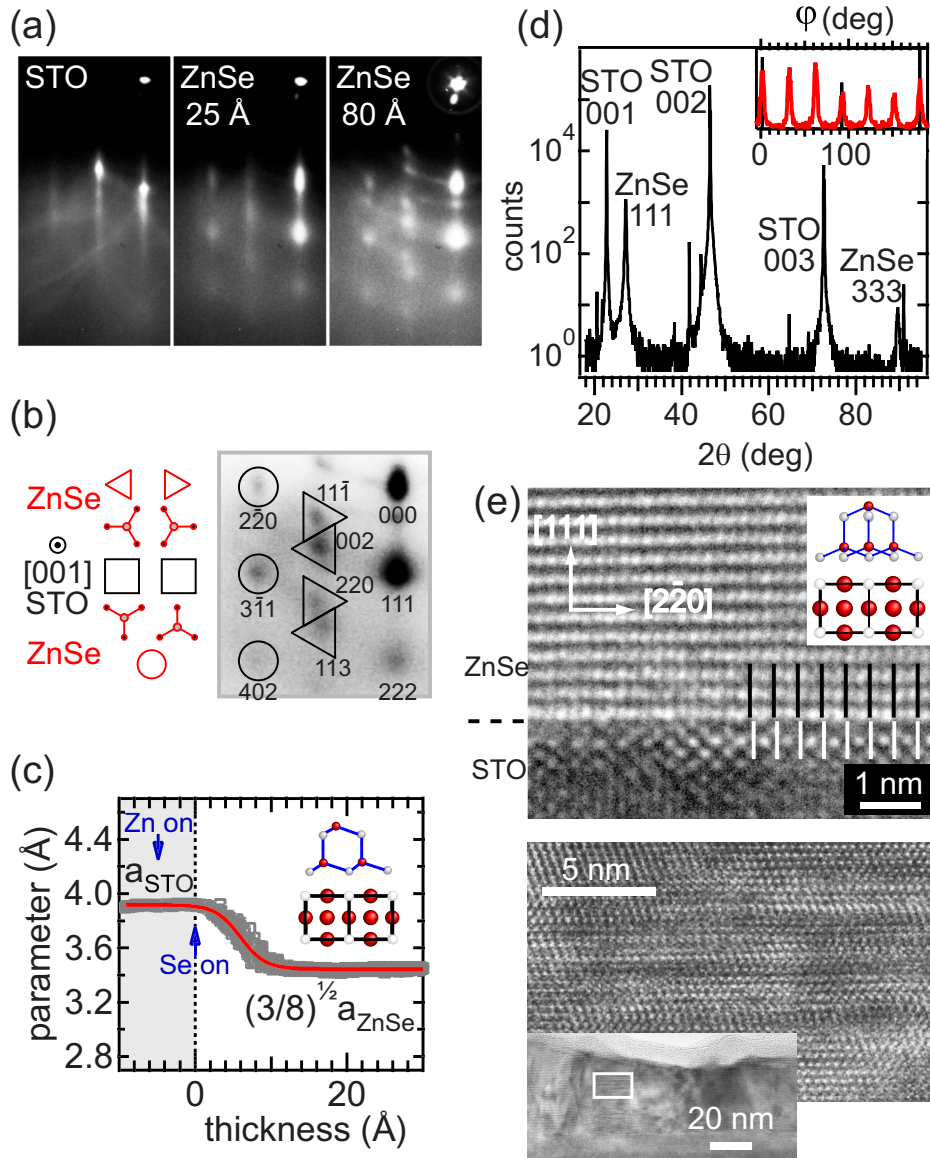 (a)
STO
ZnSe
25 Å
ZnSe
80 Å
(b)
ZnSe
[001]
STO
ZnSe
22̅0
31̅1
402
111̅
002
220
113
000
111
222
(c)
parameter (Å)
4.4
4.0
3.6
3.2
2.8
Zn on
a_STO
Se on
(3/8)^½ a_ZnSe
0
20
thickness (Å)
(d)
φ (deg)
0
100
STO
001
ZnSe
111
STO
002
STO
003
ZnSe
333
counts
10⁴
10²
10⁰
20
40
60
80
2θ (deg)
(e)
[111]
[22̅0]
ZnSe
STO
1 nm
5 nm
20 nm